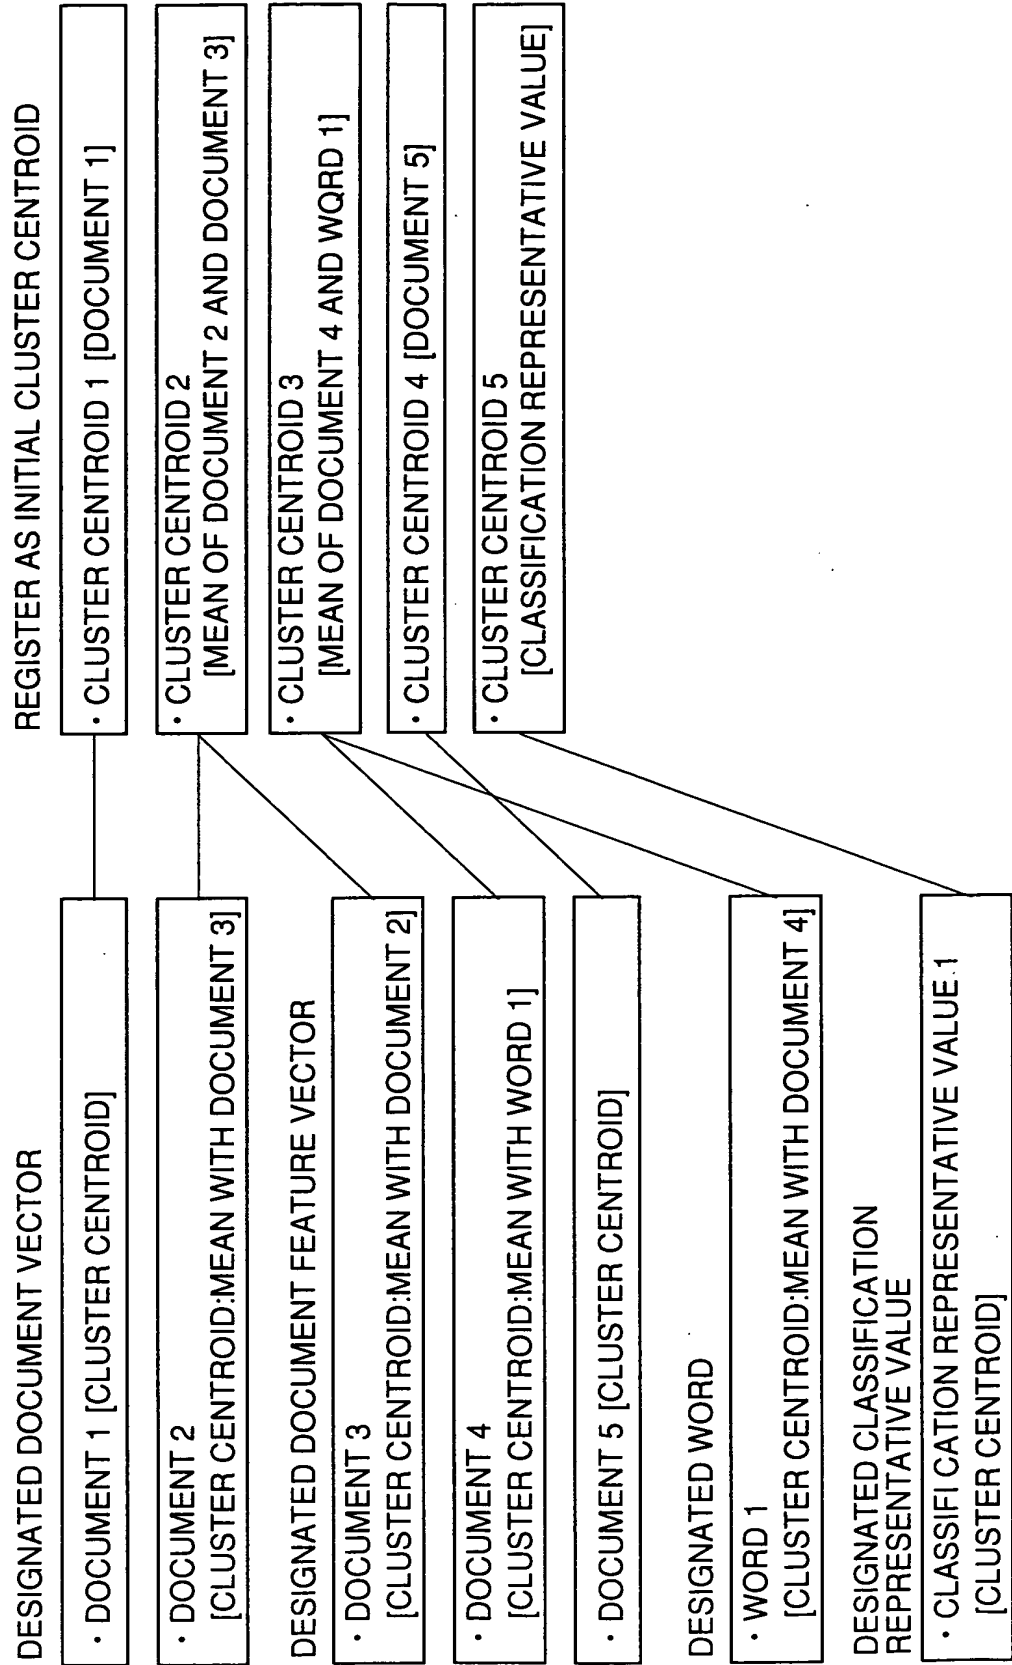 DESIGNATED DOCUMENT VECTOR
• DOCUMENT 1 [CLUSTER CENTROID]
• DOCUMENT 2
[CLUSTER CENTROID:MEAN WITH DOCUMENT 3]
DESIGNATED DOCUMENT FEATURE VECTOR
• DOCUMENT 3
[CLUSTER CENTROID:MEAN WITH DOCUMENT 2]
• DOCUMENT 4
[CLUSTER CENTROID:MEAN WITH WORD 1]
• DOCUMENT 5 [CLUSTER CENTROID]
DESIGNATED WORD
• WORD 1
[CLUSTER CENTROID:MEAN WITH DOCUMENT 4]
DESIGNATED CLASSIFICATION
REPRESENTATIVE VALUE
• CLASSIFI CATION REPRESENTATIVE VALUE 1
[CLUSTER CENTROID]
REGISTER AS INITIAL CLUSTER CENTROID
• CLUSTER CENTROID 1 [DOCUMENT 1]
• CLUSTER CENTROID 2
[MEAN OF DOCUMENT 2 AND DOCUMENT 3]
• CLUSTER CENTROID 3
[MEAN OF DOCUMENT 4 AND WQRD 1]
• CLUSTER CENTROID 4 [DOCUMENT 5]
• CLUSTER CENTROID 5
[CLASSIFICATION REPRESENTATIVE VALUE]